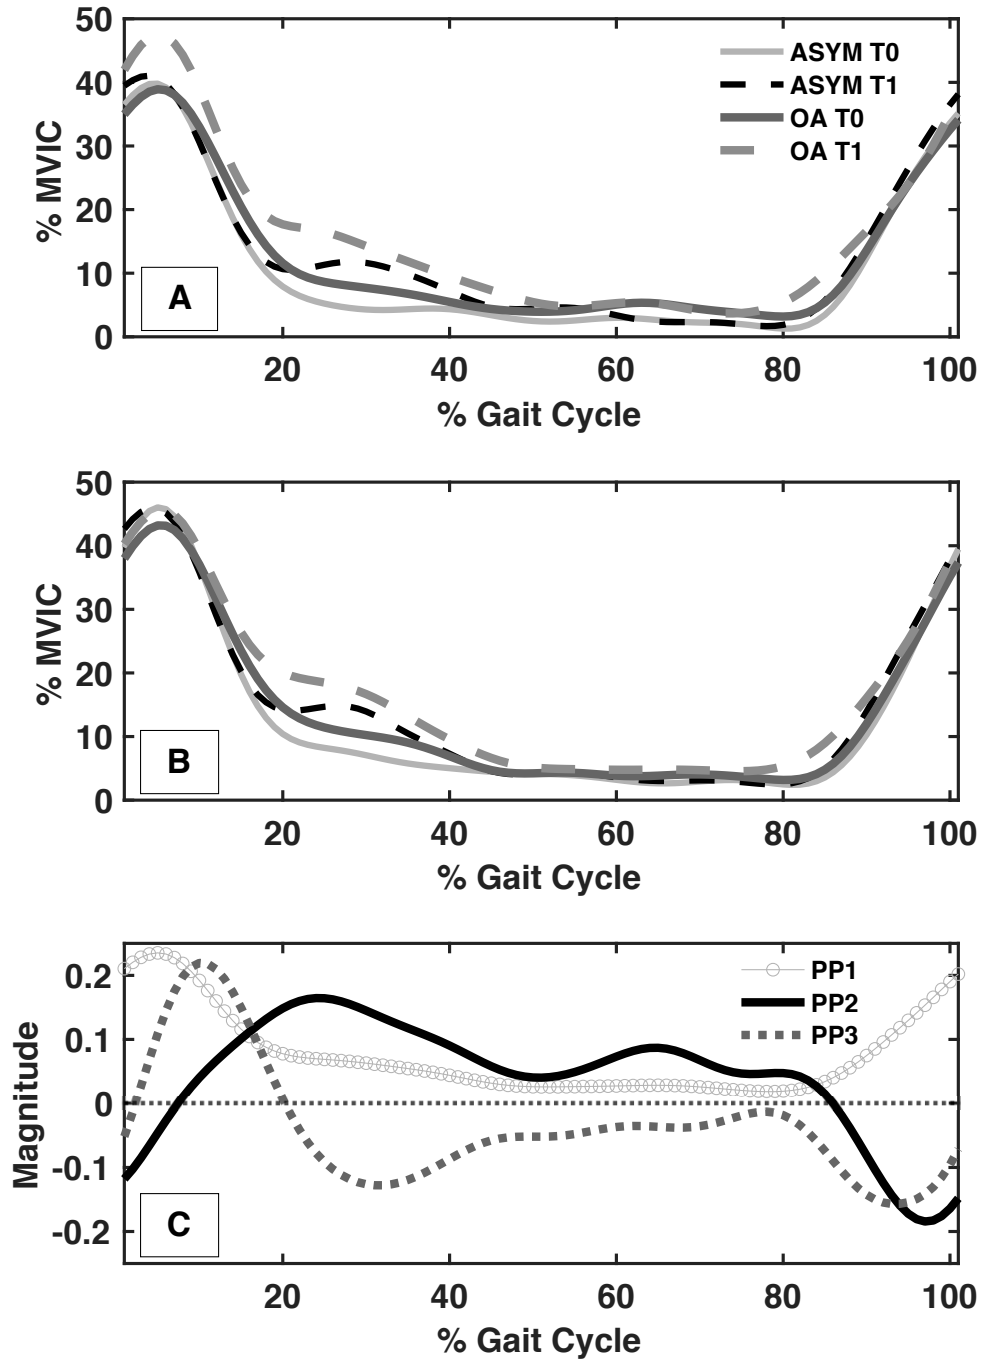 50
40
30
20
10
0
% MVIC
ASYM T0
ASYM T1
OA T0
OA T1
A
20 40 60 80 100
% Gait Cycle
50
40
30
20
10
0
% MVIC
B
20 40 60 80 100
% Gait Cycle
0.2
0.1
0
-0.1
-0.2
Magnitude
PP1
PP2
PP3
C
20 40 60 80 100
% Gait Cycle